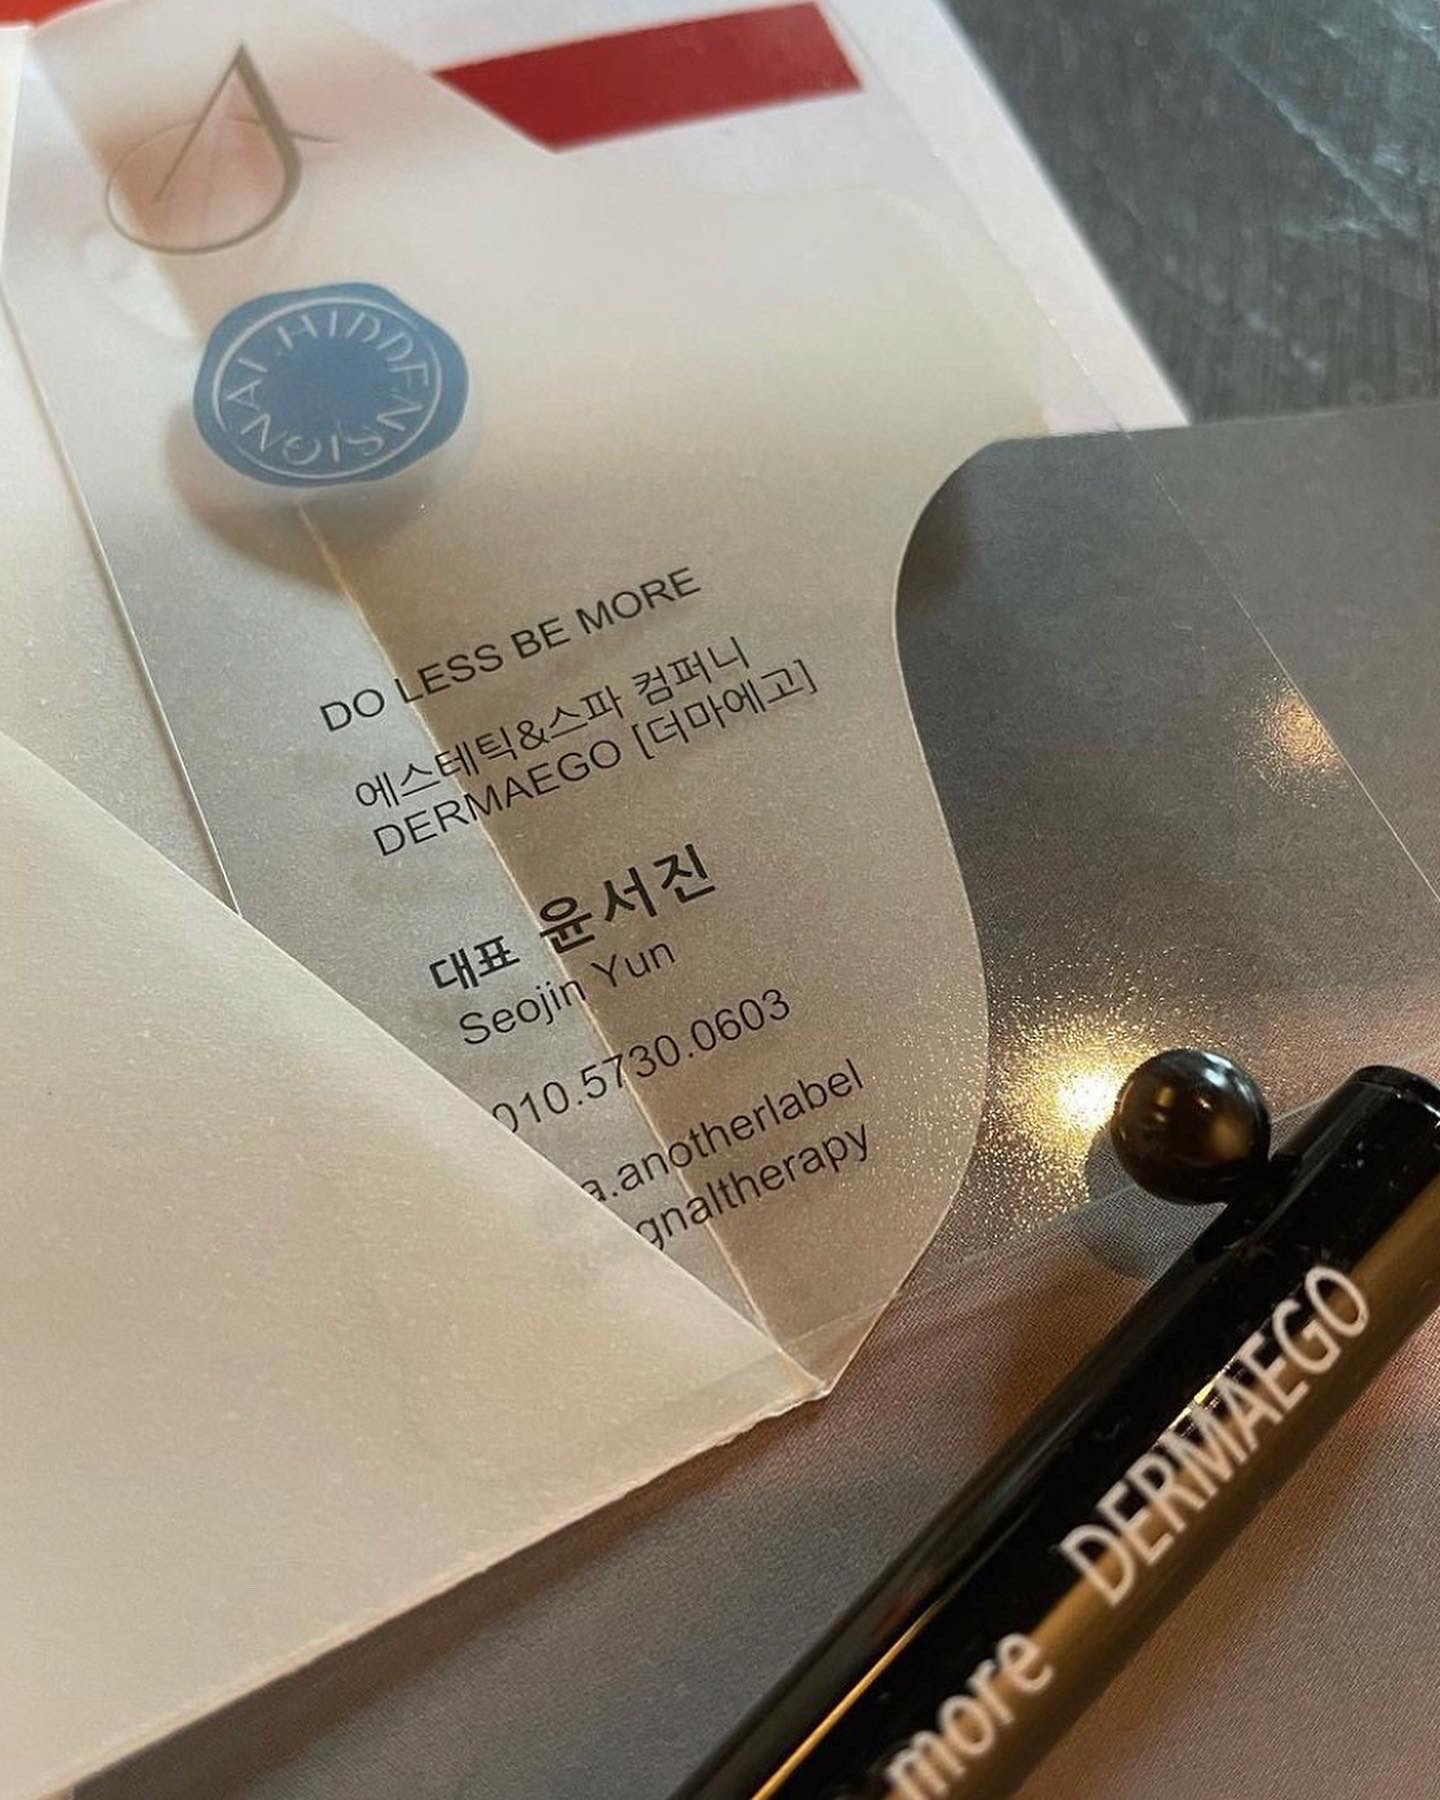 HIDDEN SIGNAL
DO LESS BE MORE
에스테틱&스파 컴퍼니
DERMAEGO [더마에고]
대표 윤서진
Seojin Yun
010.5730.0603
a.anotherlabel
gnaltherapy
DERMAEGO
more